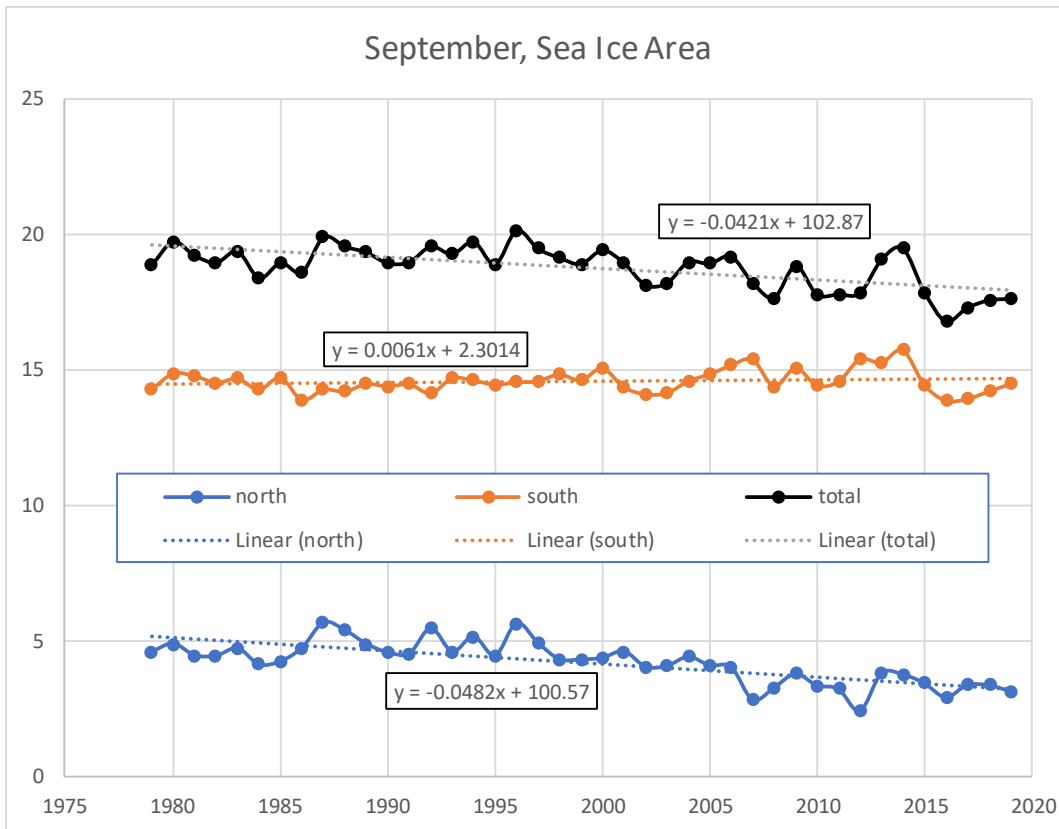 September, Sea Ice Area
25
20
15
10
5
0
y = -0.0421x + 102.87
y = 0.0061x + 2.3014
north south total
Linear (north) Linear (south) Linear (total)
y = -0.0482x + 100.57
1975 1980 1985 1990 1995 2000 2005 2010 2015 2020